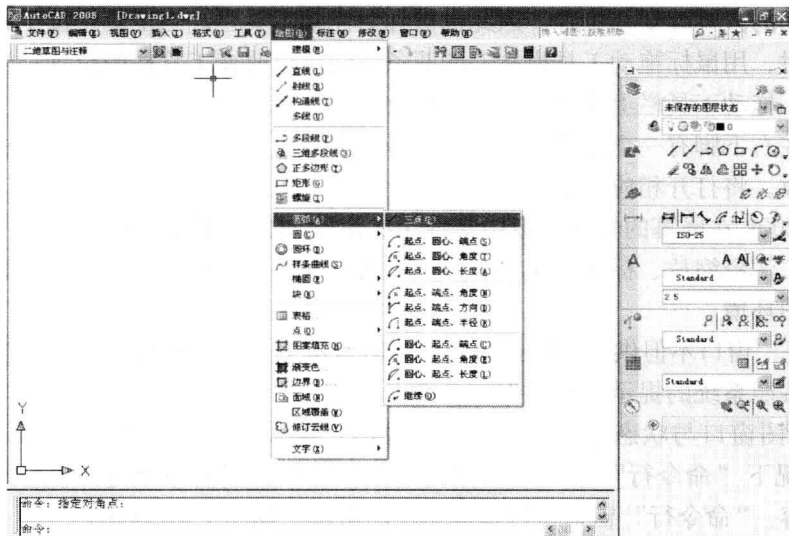 AutoCAD 2008 - [Drawing1.dwg]
文件(F) 编辑(E) 视图(V) 插入(I) 格式(O) 工具(T) 绘图(D) 标注(N) 修改(M) 窗口(W) 帮助(H)
二维草图与注释
建模(K)
直线(L)
射线(R)
构造线(T)
多线(U)
多段线(P)
三维多段线(3)
正多边形(Y)
矩形(G)
螺旋(I)
圆弧(A)
圆(C)
圆环(D)
样条曲线(S)
椭圆(E)
块(K)
表格...
点(O)
图案填充(H)...
渐变色...
边界(B)...
面域(N)
区域覆盖(W)
修订云线(V)
文字(X)
三点(P)
起点、圆心、端点(S)
起点、圆心、角度(T)
起点、圆心、长度(A)
起点、端点、角度(N)
起点、端点、方向(D)
起点、端点、半径(R)
圆心、起点、端点(C)
圆心、起点、角度(E)
圆心、起点、长度(L)
继续(O)
未保存的图层状态
0
ISO-25
Standard
2.5
Standard
Standard
Y
X
命令: 指定对角点:
命令: